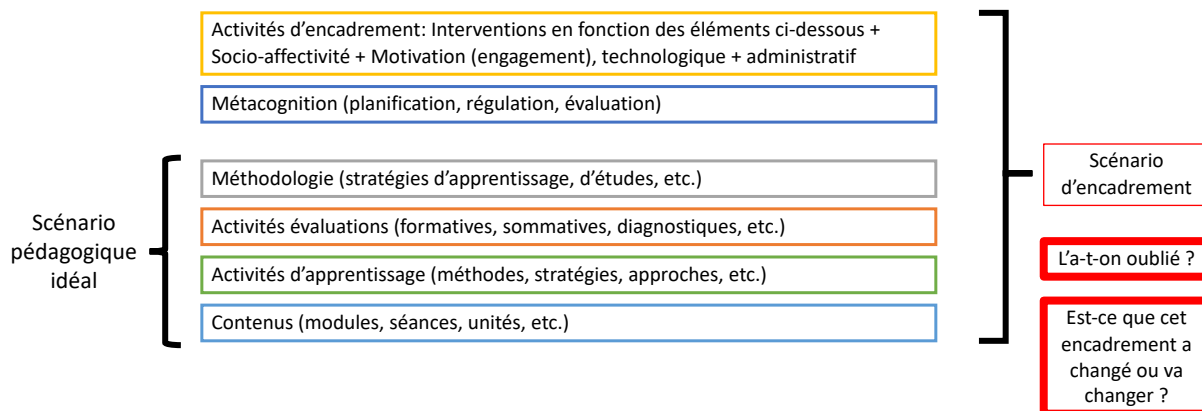 Activités d’encadrement: Interventions en fonction des éléments ci-dessous +
Socio-affectivité + Motivation (engagement), technologique + administratif
Métacognition (planification, régulation, évaluation)
Méthodologie (stratégies d’apprentissage, d’études, etc.)
Activités évaluations (formatives, sommatives, diagnostiques, etc.)
Activités d’apprentissage (méthodes, stratégies, approches, etc.)
Contenus (modules, séances, unités, etc.)
Scénario
pédagogique
idéal
Scénario
d’encadrement
L’a-t-on oublié ?
Est-ce que cet
encadrement a
changé ou va
changer ?